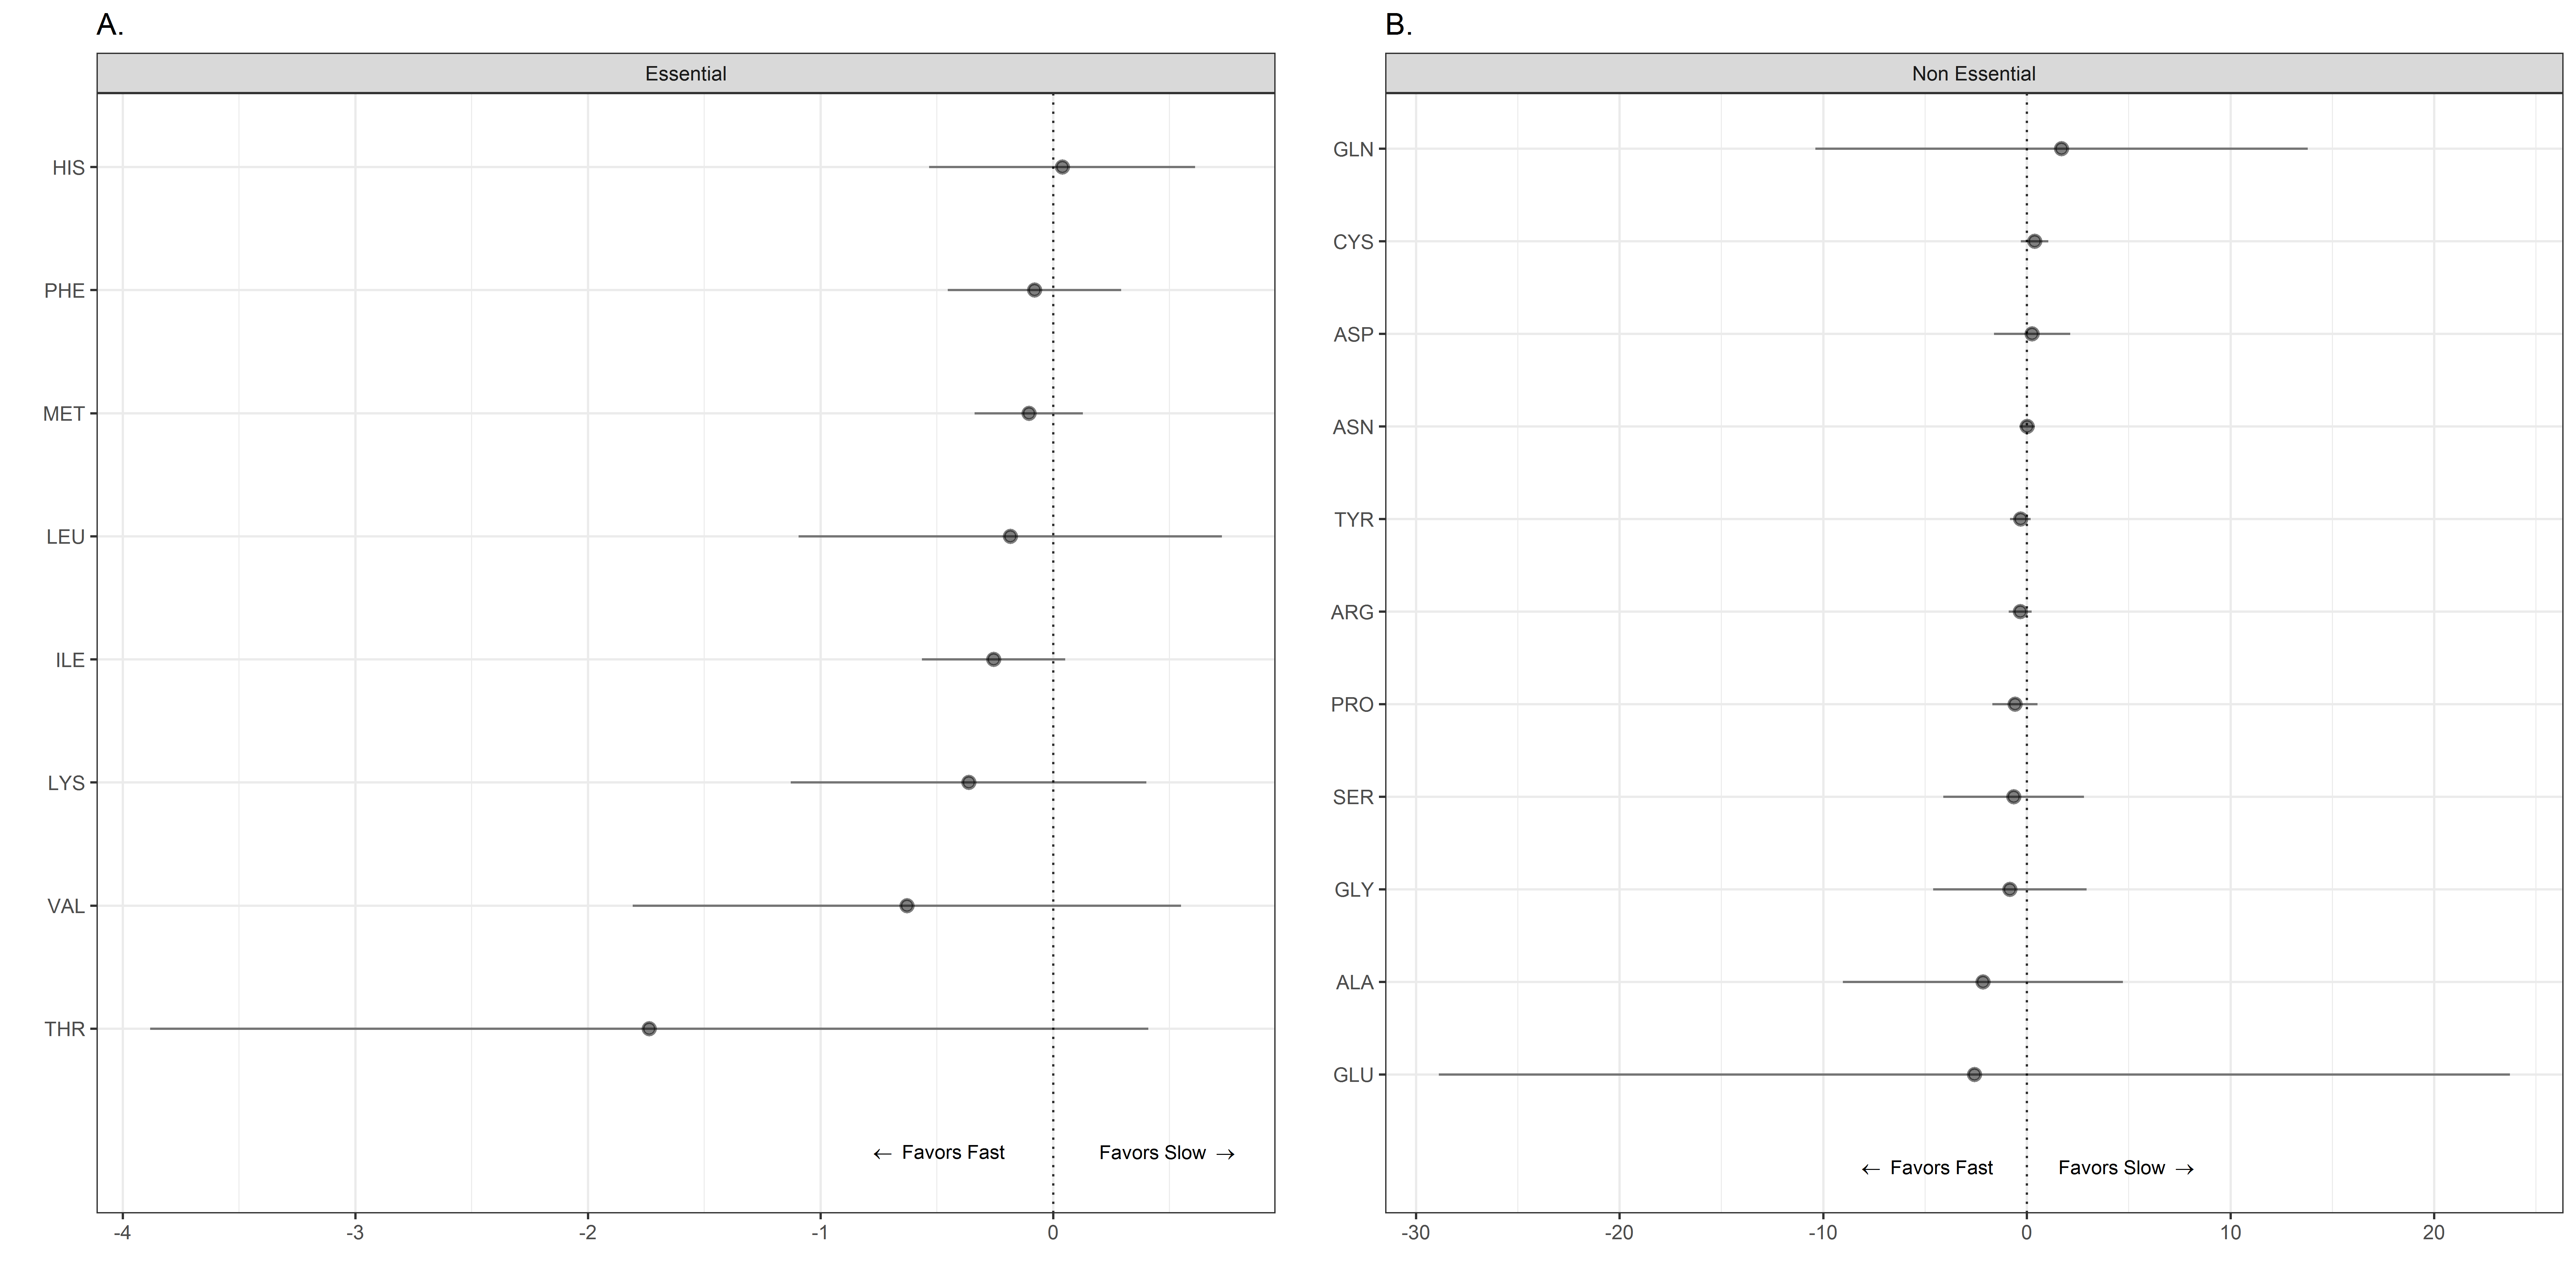 A.
Essential
HIS
PHE
MET
LEU
ILE
LYS
VAL
THR
← Favors Fast
Favors Slow →
-4
-3
-2
-1
0
B.
Non Essential
GLN
CYS
ASP
ASN
TYR
ARG
PRO
SER
GLY
ALA
GLU
← Favors Fast
Favors Slow →
-30
-20
-10
0
10
20